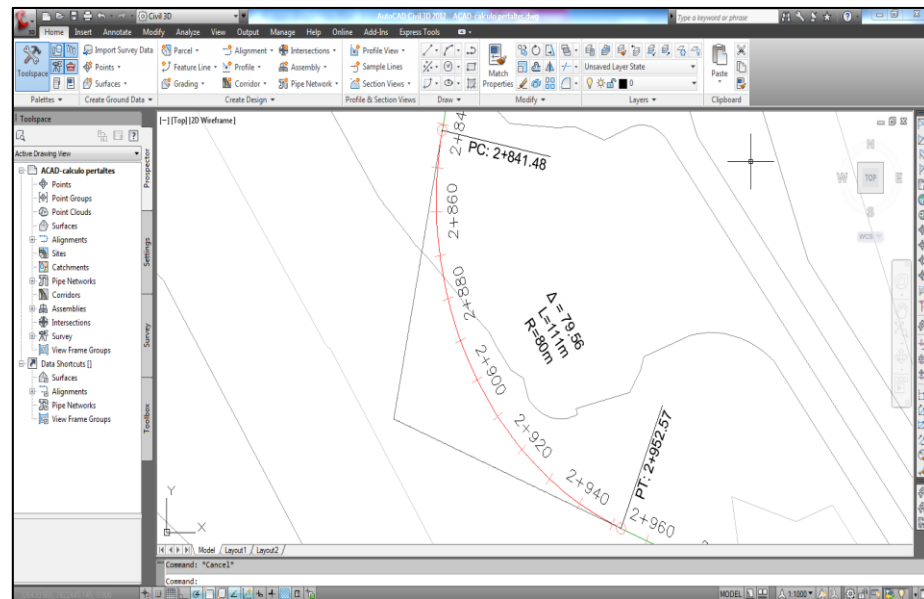 Civil 3D
AutoCAD Civil 3D 2012 ACAD-calculo pertaltes.dwg
Type a keyword or phrase
Home Insert Annotate Modify Analyze View Output Manage Help Online Add-Ins Express Tools
Toolspace
Import Survey Data
Points
Surfaces
Parcel
Feature Line
Grading
Alignment
Profile
Corridor
Intersections
Assembly
Pipe Network
Profile View
Sample Lines
Section Views
Match Properties
Unsaved Layer State
0
Paste
Palettes
Create Ground Data
Create Design
Profile & Section Views
Draw
Modify
Layers
Clipboard
Toolspace
Active Drawing View
ACAD-calculo pertaltes
Points
Point Groups
Point Clouds
Surfaces
Alignments
Sites
Catchments
Pipe Networks
Corridors
Assemblies
Intersections
Survey
View Frame Groups
Data Shortcuts []
Surfaces
Alignments
Pipe Networks
View Frame Groups
Prospector
Settings
Survey
Toolbox
[−] [Top] [2D Wireframe]
PC: 2+841.48
2+860
2+880
2+900
2+920
2+940
2+960
Δ = 79.56
L=111m
R=80m
PT: 2+952.57
N
W
TOP
E
S
WCS
Y
X
Model Layout1 Layout2
Command: *Cancel*
Command:
MODEL
1:1000